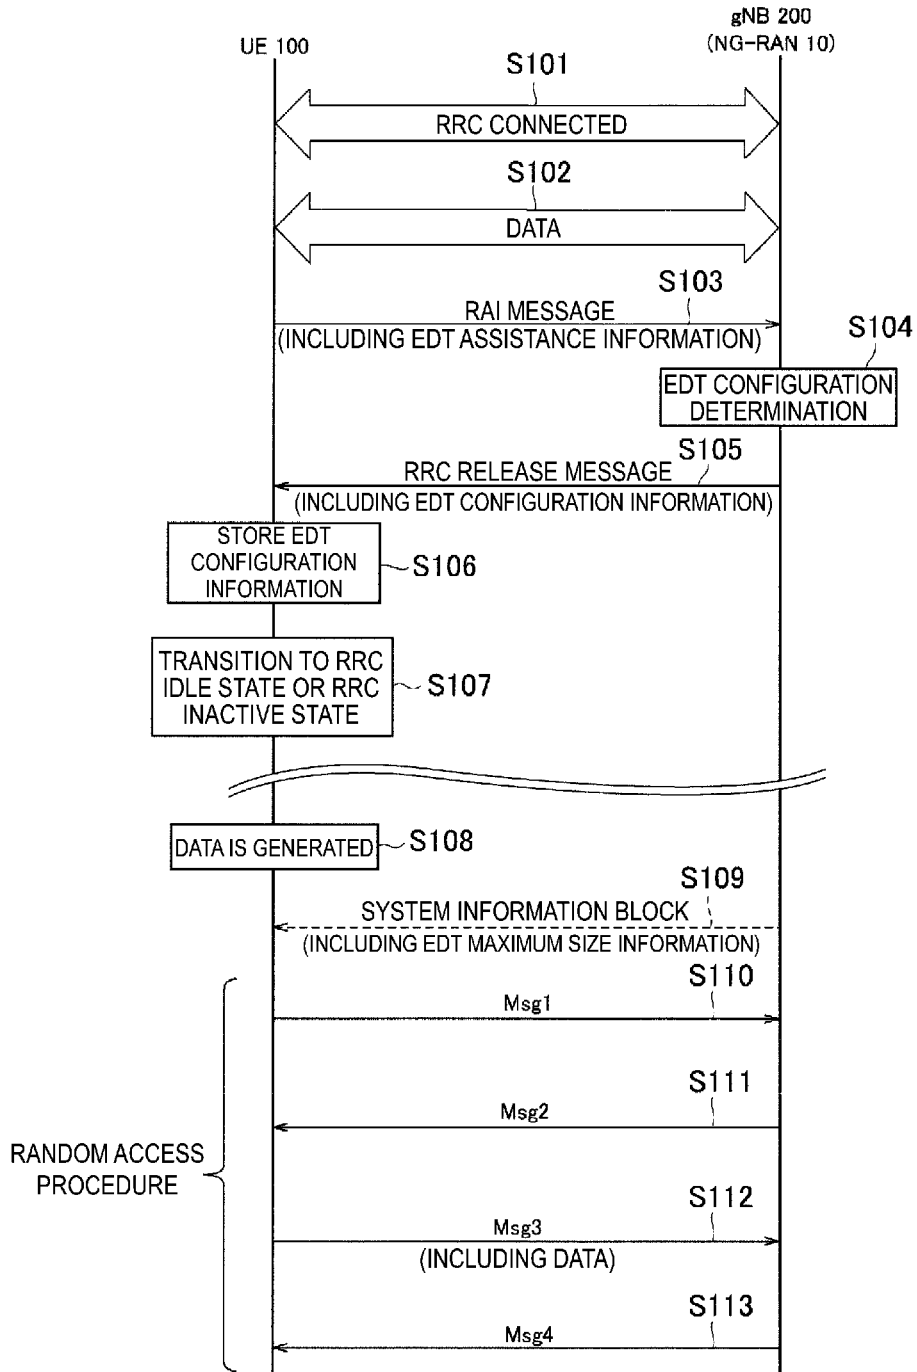 gNB 200
(NG-RAN 10)
UE 100
S101
RRC CONNECTED
S102
DATA
S103
RAI MESSAGE
(INCLUDING EDT ASSISTANCE INFORMATION)
S104
EDT CONFIGURATION
DETERMINATION
S105
RRC RELEASE MESSAGE
(INCLUDING EDT CONFIGURATION INFORMATION)
STORE EDT
CONFIGURATION
INFORMATION
S106
TRANSITION TO RRC
IDLE STATE OR RRC
INACTIVE STATE
S107
DATA IS GENERATED
S108
S109
SYSTEM INFORMATION BLOCK
(INCLUDING EDT MAXIMUM SIZE INFORMATION)
S110
Msg1
S111
Msg2
RANDOM ACCESS
PROCEDURE
S112
Msg3
(INCLUDING DATA)
S113
Msg4